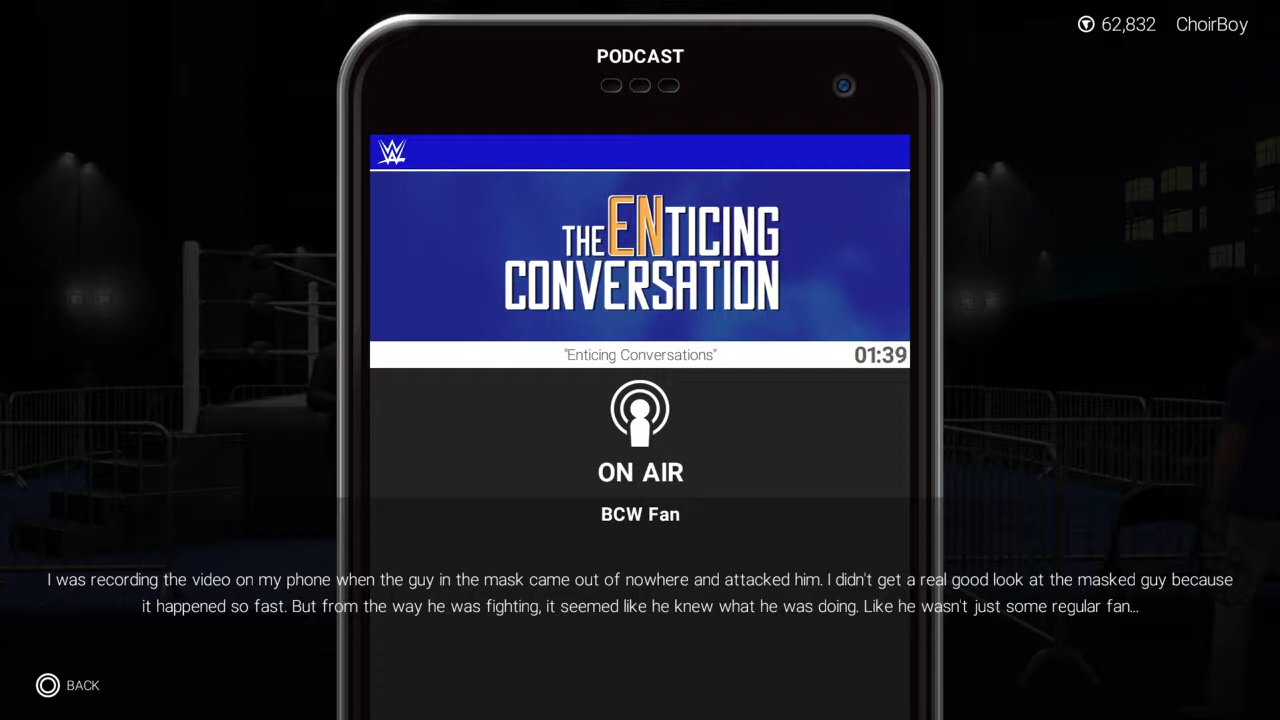 62,832 ChoirBoy
PODCAST
W
THE ENTICING
CONVERSATION
"Enticing Conversations" 01:39
ON AIR
BCW Fan
I was recording the video on my phone when the guy in the mask came out of nowhere and attacked him. I didn't get a real good look at the masked guy because
it happened so fast. But from the way he was fighting, it seemed like he knew what he was doing. Like he wasn't just some regular fan...
BACK